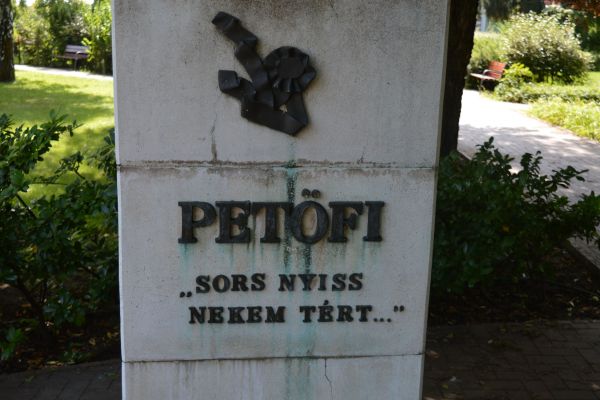 PETŐFI
„SORS NYISS
NEKEM TÉRT..."